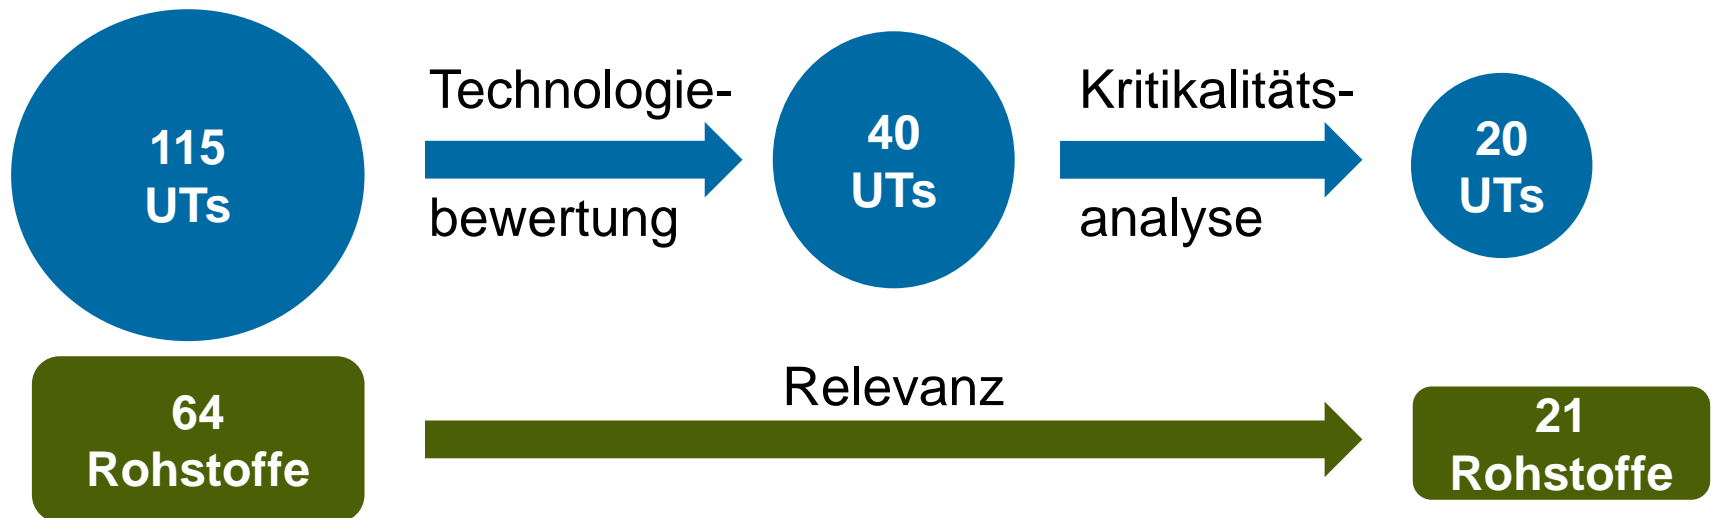 115
UTs
Technologie-
bewertung
40
UTs
Kritikalitäts-
analyse
20
UTs
64
Rohstoffe
Relevanz
21
Rohstoffe